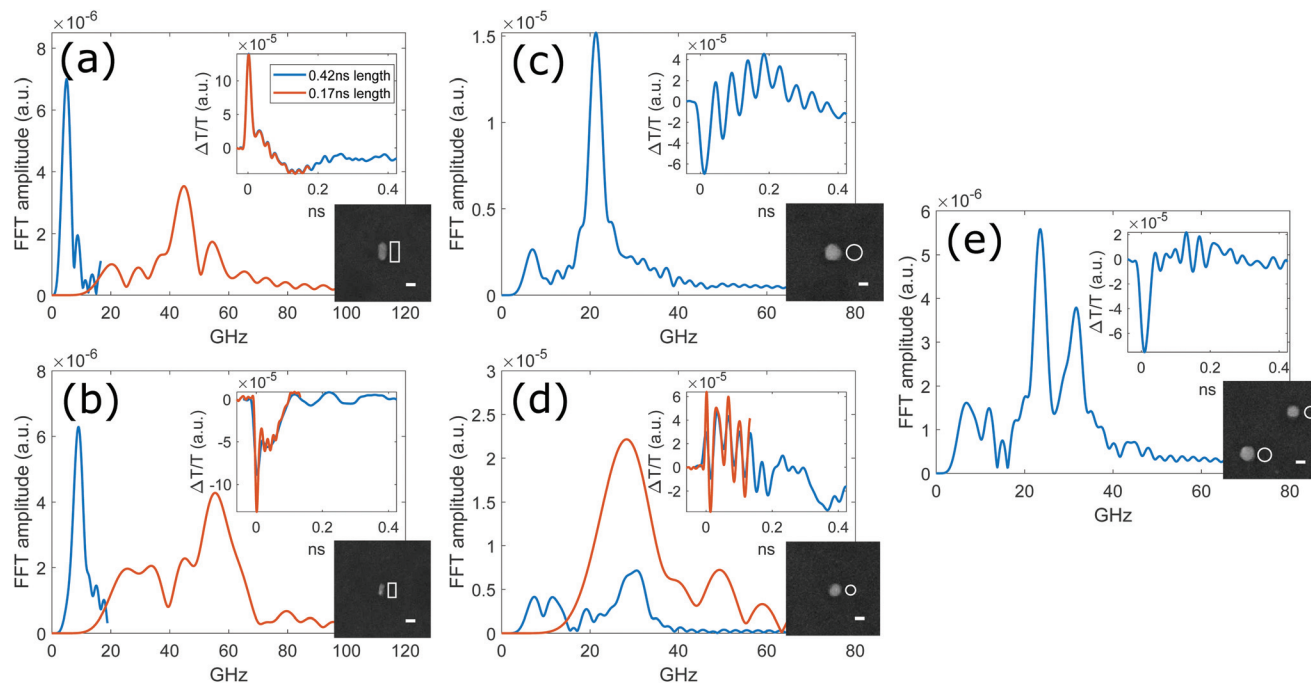 (a)
×10⁻⁶
FFT amplitude (a.u.)
8
7
6
5
4
3
2
1
0
0 20 40 60 80 100 120
GHz
×10⁻⁵
ΔT/T (a.u.)
10
5
0
0 0.2 0.4
ns
0.42ns length
0.17ns length
(b)
×10⁻⁶
FFT amplitude (a.u.)
8
6
4
2
0
0 20 40 60 80 100 120
GHz
×10⁻⁵
ΔT/T (a.u.)
0
-5
-10
0 0.2 0.4
ns
(c)
×10⁻⁵
FFT amplitude (a.u.)
1.5
1
0.5
0
0 20 40 60 80
GHz
×10⁻⁵
ΔT/T (a.u.)
4
2
0
-2
-4
-6
0 0.2 0.4
ns
(d)
×10⁻⁵
FFT amplitude (a.u.)
3
2.5
2
1.5
1
0.5
0
0 20 40 60 80
GHz
×10⁻⁵
ΔT/T (a.u.)
6
4
2
0
-2
0 0.2 0.4
ns
(e)
×10⁻⁶
FFT amplitude (a.u.)
6
5
4
3
2
1
0
0 20 40 60 80
GHz
×10⁻⁵
ΔT/T (a.u.)
2
0
-2
-4
-6
0 0.2 0.4
ns